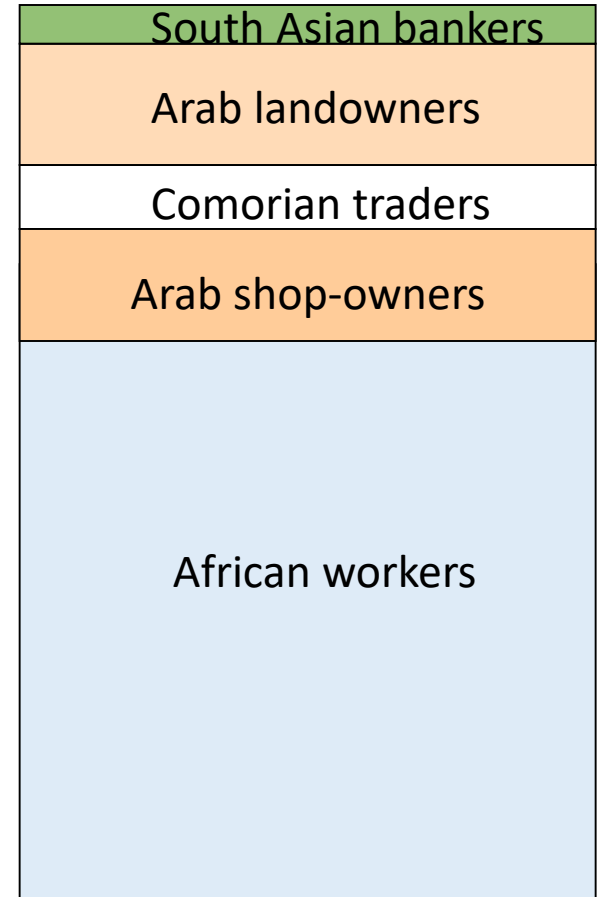 South Asian bankers
Arab landowners
Comorian traders
Arab shop-owners
African workers